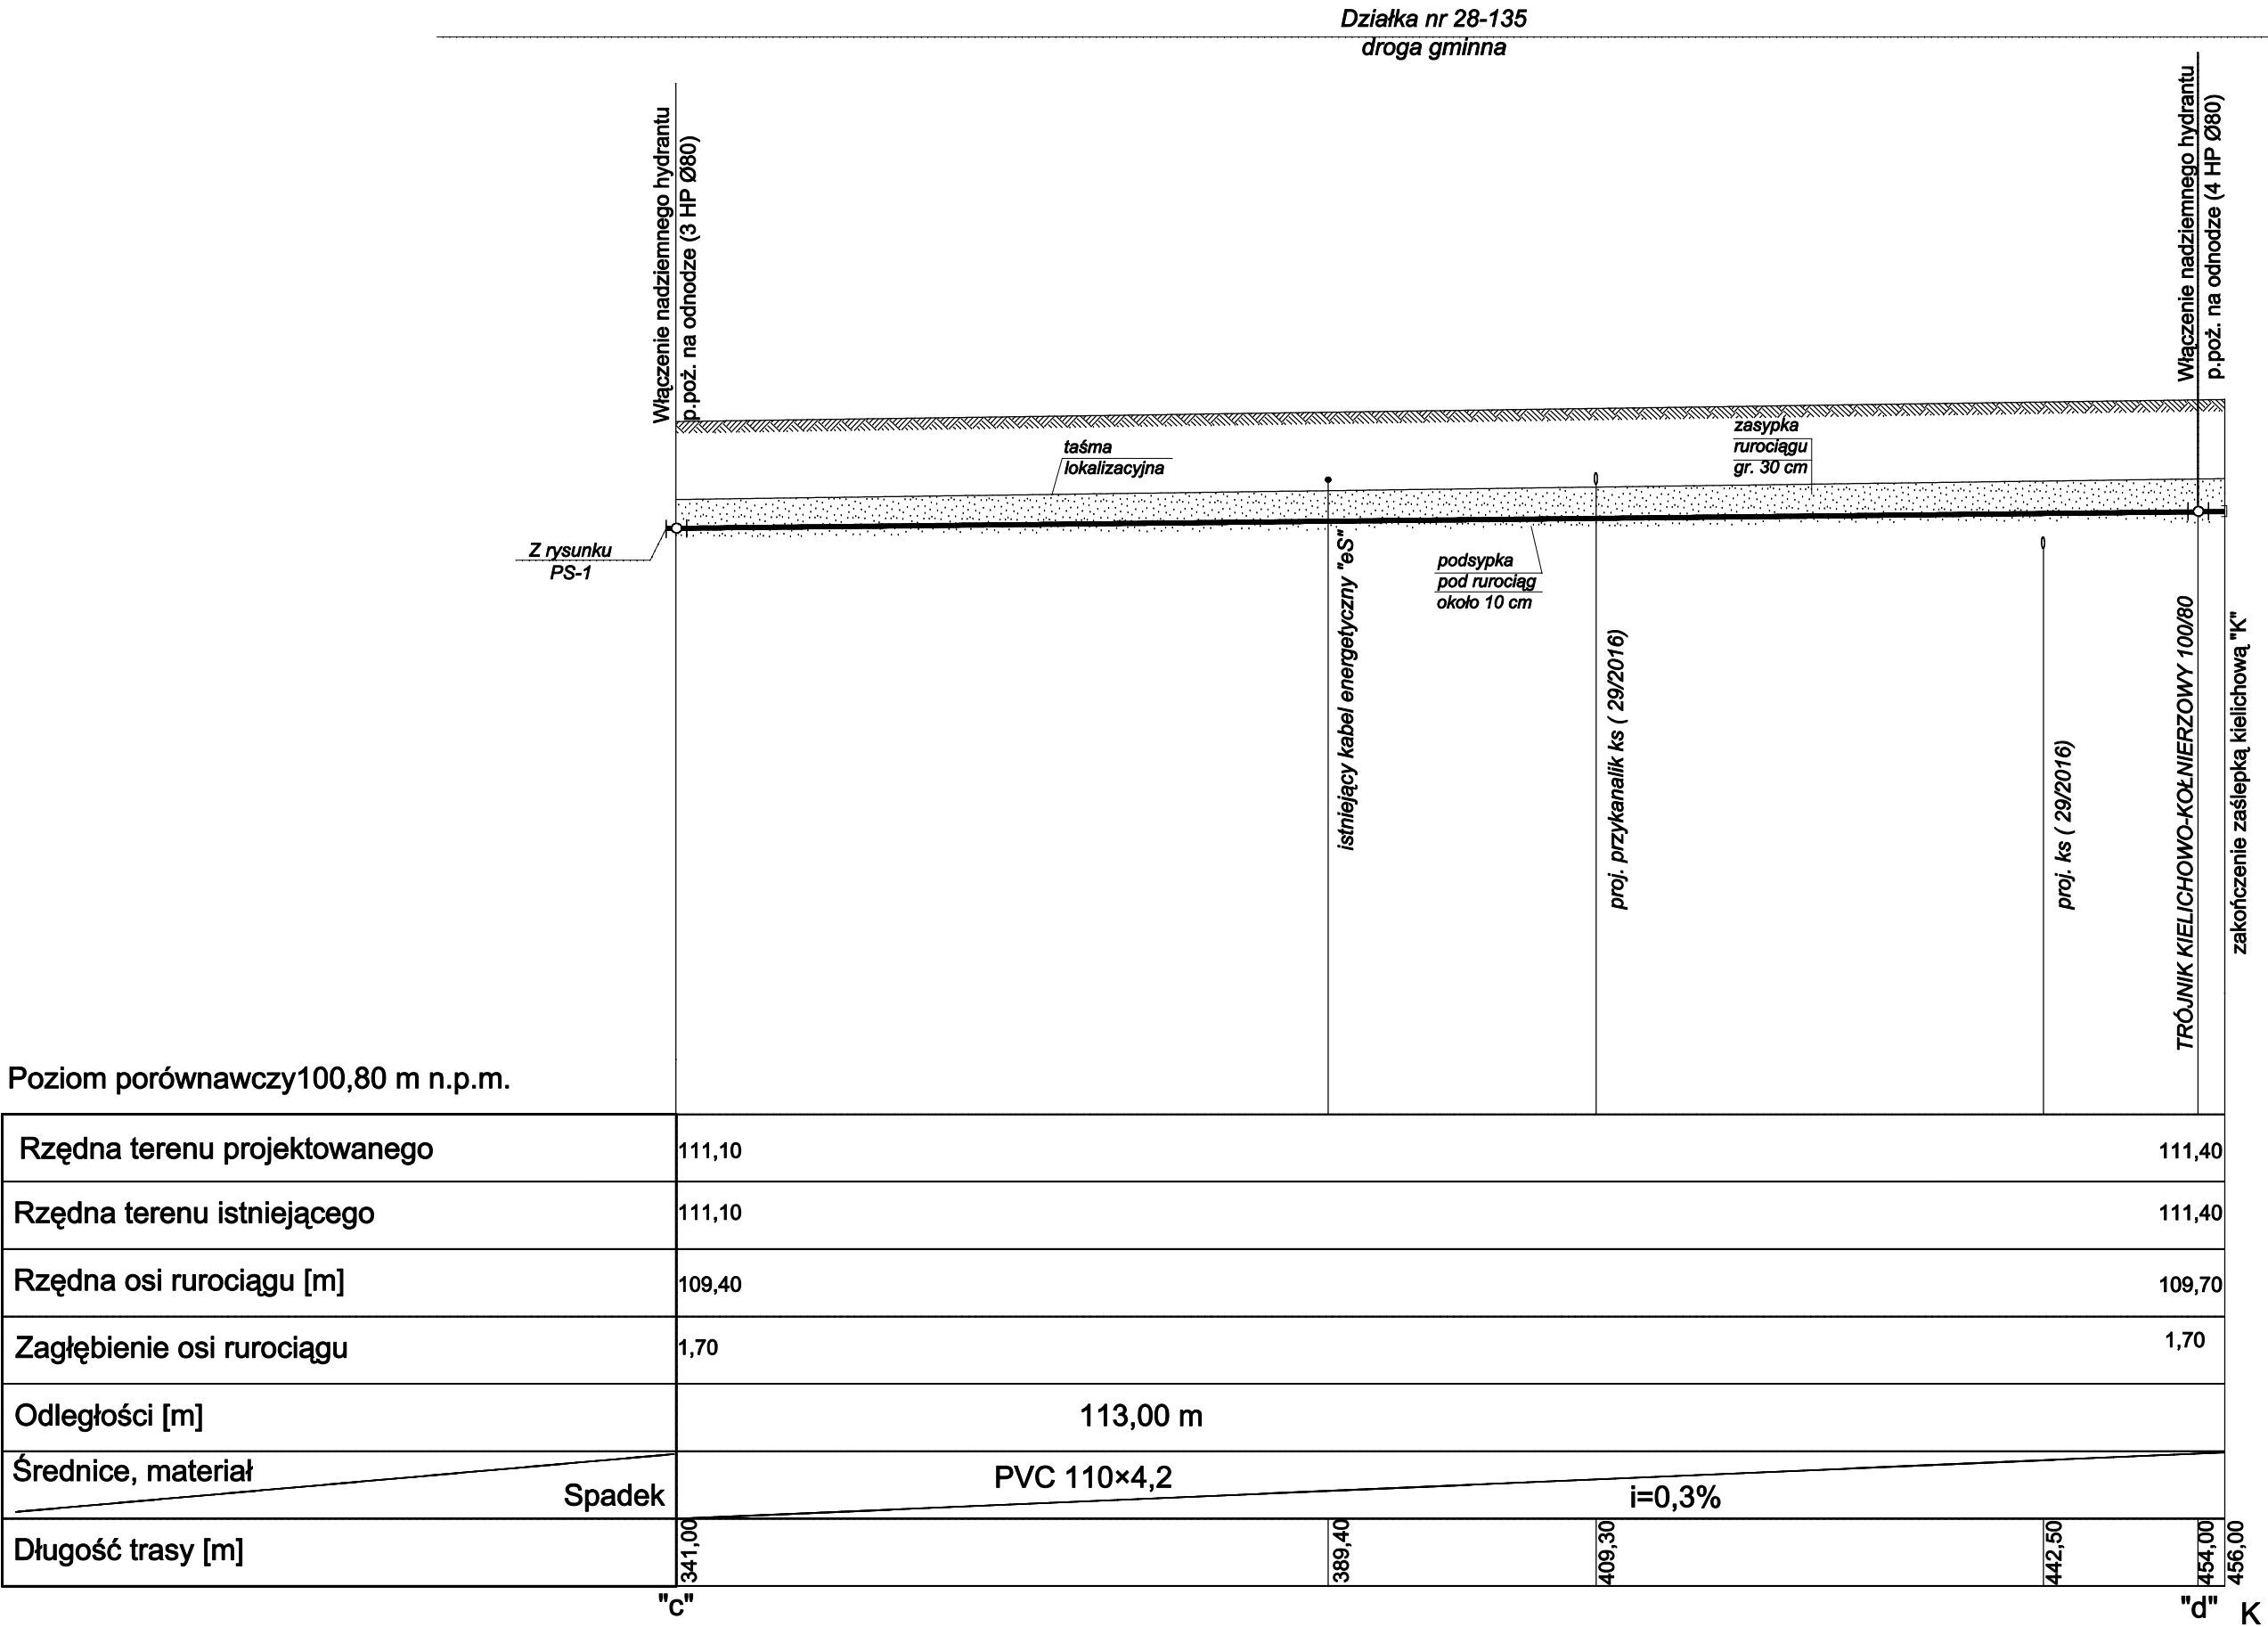 Działka nr 28-135
droga gminna
Włączenie nadziemnego hydrantu
p.poż. na odnodze (3 HP Ø80)
Włączenie nadziemnego hydrantu
p.poż. na odnodze (4 HP Ø80)
taśma
lokalizacyjna
zasypka
rurociągu
gr. 30 cm
Z rysunku
PS-1
podsypka
pod rurociąg
około 10 cm
istniejący kabel energetyczny "eS"
proj. przykanalik ks ( 29/2016)
proj. ks ( 29/2016)
TRÓJNIK KIELICHOWO-KOŁNIERZOWY 100/80
zakończenie zaślepką kielichową "K"
Poziom porównawczy100,80 m n.p.m.
Rzędna terenu projektowanego 111,10 111,40
Rzędna terenu istniejącego 111,10 111,40
Rzędna osi rurociągu [m] 109,40 109,70
Zagłębienie osi rurociągu 1,70 1,70
Odległości [m] 113,00 m
Średnice, materiał PVC 110×4,2
Spadek i=0,3%
Długość trasy [m] 341,00 389,40 409,30 442,50 454,00 456,00
"c" "d" K